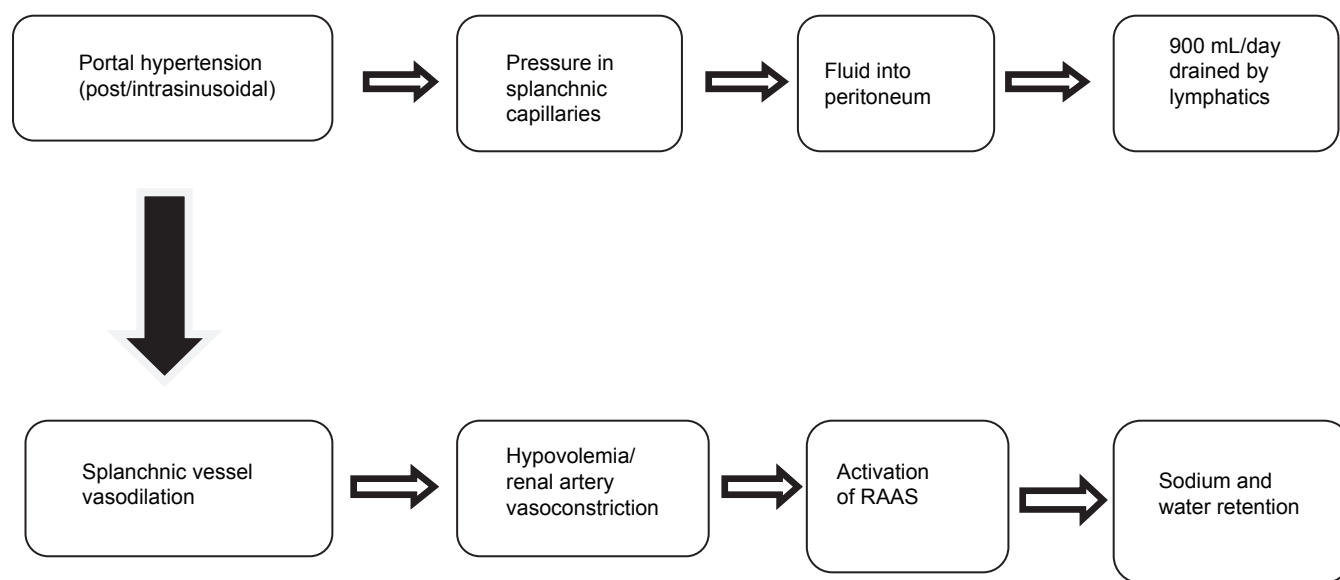 Portal hypertension
(post/intrasinusoidal)
Pressure in
splanchnic
capillaries
Fluid into
peritoneum
900 mL/day
drained by
lymphatics
Splanchnic vessel
vasodilation
Hypovolemia/
renal artery
vasoconstriction
Activation
of RAAS
Sodium and
water retention